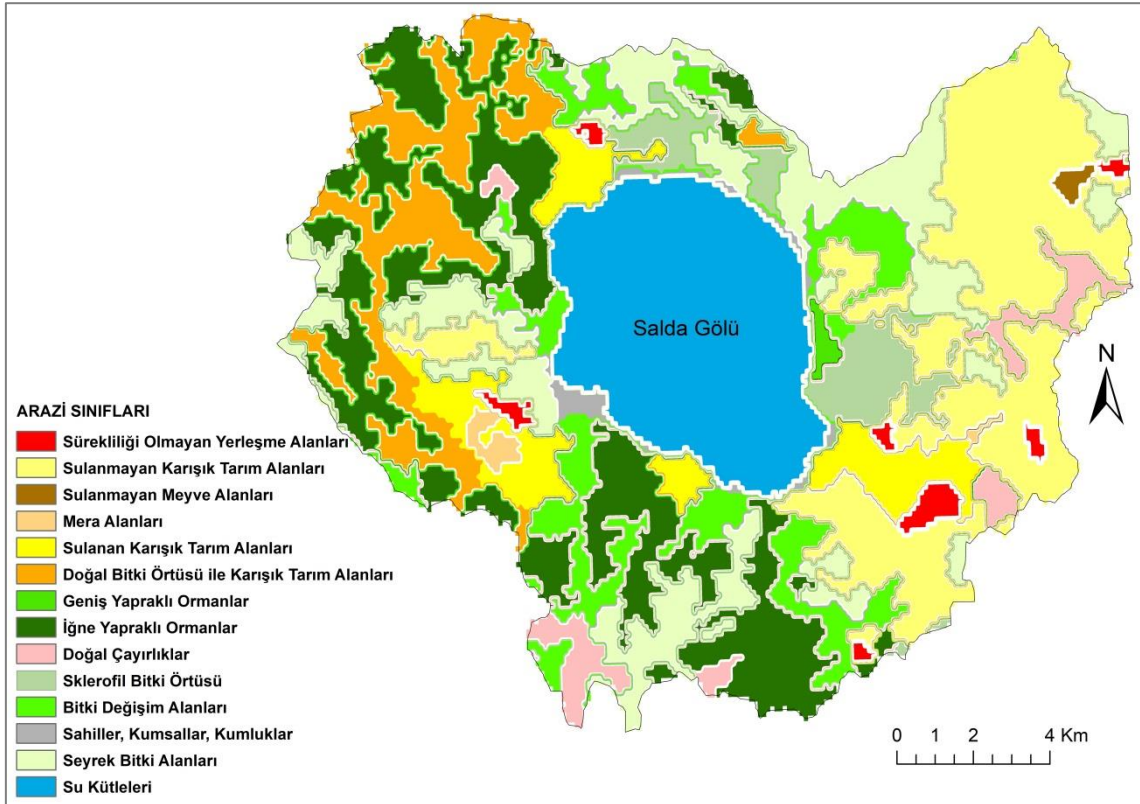 Salda Gölü
N
ARAZİ SINIFLARI
Sürekliliği Olmayan Yerleşme Alanları
Sulanmayan Karışık Tarım Alanları
Sulanmayan Meyve Alanları
Mera Alanları
Sulanan Karışık Tarım Alanları
Doğal Bitki Örtüsü ile Karışık Tarım Alanları
Geniş Yapraklı Ormanlar
İğne Yapraklı Ormanlar
Doğal Çayırlıklar
Sklerofil Bitki Örtüsü
Bitki Değişim Alanları
Sahiller, Kumsallar, Kumluklar
Seyrek Bitki Alanları
Su Kütleleri
0 1 2 4 Km